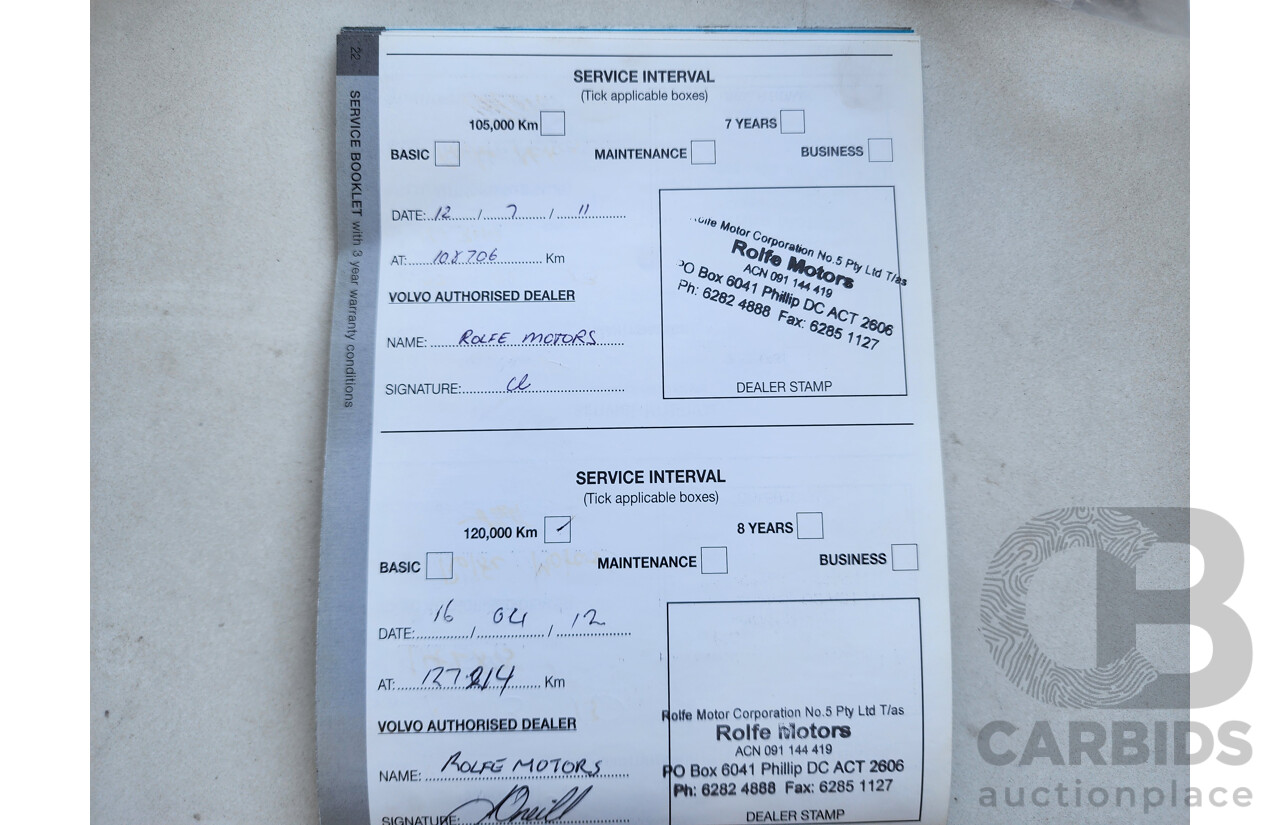 22 SERVICE BOOKLET with 3 year warranty conditions
SERVICE INTERVAL
(Tick applicable boxes)
105,000 Km 7 YEARS
BASIC MAINTENANCE BUSINESS
DATE: 12 / 7 / 11
AT: 108706 Km
VOLVO AUTHORISED DEALER
NAME: ROLFE MOTORS
SIGNATURE:
Rolfe Motor Corporation No.5 Pty Ltd T/as
Rolfe Motors
ACN 091 144 419
PO Box 6041 Phillip DC ACT 2606
Ph: 6282 4888 Fax: 6285 1127
DEALER STAMP
SERVICE INTERVAL
(Tick applicable boxes)
120,000 Km 8 YEARS
BASIC MAINTENANCE BUSINESS
DATE: 16 / 04 / 12
AT: Km
VOLVO AUTHORISED DEALER
NAME: ROLFE MOTORS
SIGNATURE:
Rolfe Motor Corporation No.5 Pty Ltd T/as
Rolfe Motors
ACN 091 144 419
PO Box 6041 Phillip DC ACT 2606
Ph: 6282 4888 Fax: 6285 1127
DEALER STAMP
CARBIDS
auctionplace